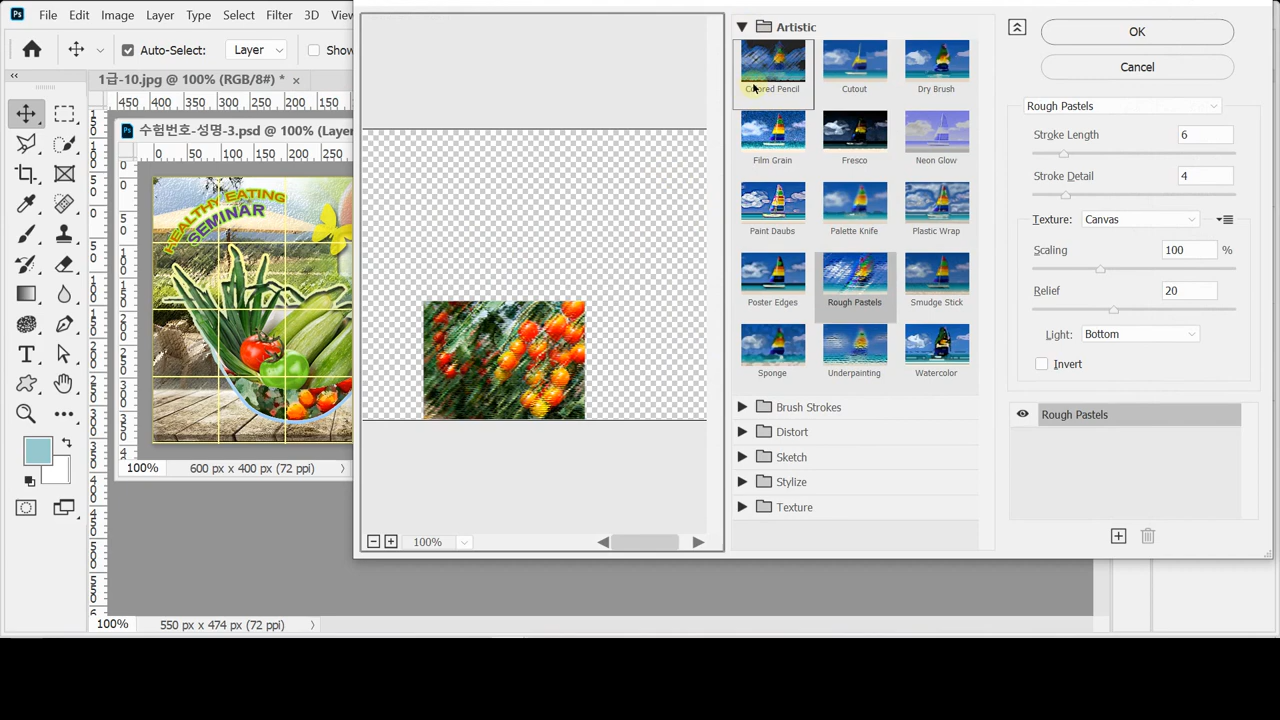 Ps File Edit Image Layer Type Select Filter 3D
Auto-Select: Layer
1급-10.jpg @ 100% (RGB/8#) *
450 400 350 300 250 200
수험번호-성명-3.psd @ 100%
0 50 100 150 200 250
HEALTHY EATING
SEMINAR
100% 600 px x 400 px (72 ppi)
100% 550 px x 474 px (72 ppi)
100%
Artistic
Colored Pencil Cutout Dry Brush
Film Grain Fresco Neon Glow
Paint Daubs Palette Knife Plastic Wrap
Poster Edges Rough Pastels Smudge Stick
Sponge Underpainting Watercolor
Brush Strokes
Distort
Sketch
Stylize
Texture
OK
Cancel
Rough Pastels
Stroke Length 6
Stroke Detail 4
Texture: Canvas
Scaling 100 %
Relief 20
Light: Bottom
Invert
Rough Pastels